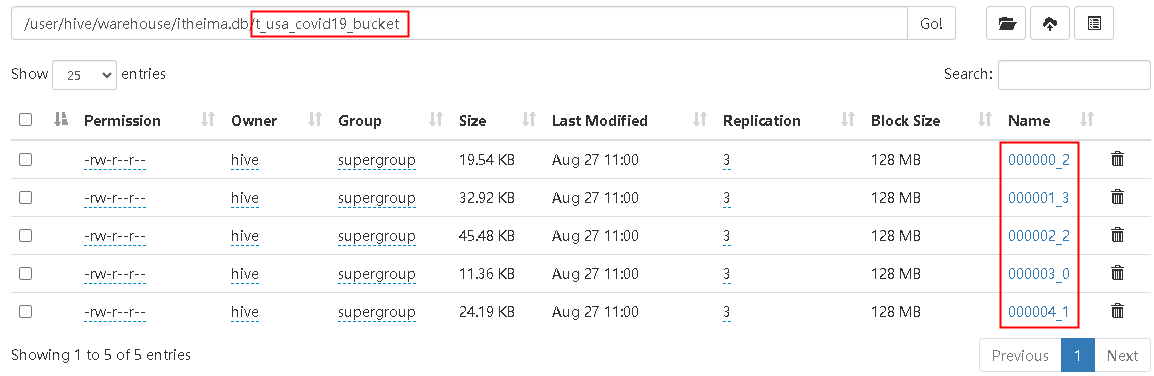 /user/hive/warehouse/itheima.db/t_usa_covid19_bucket Go!
Show 25 entries Search:
Permission Owner Group Size Last Modified Replication Block Size Name
-rw-r--r-- hive supergroup 19.54 KB Aug 27 11:00 3 128 MB 000000_2
-rw-r--r-- hive supergroup 32.92 KB Aug 27 11:00 3 128 MB 000001_3
-rw-r--r-- hive supergroup 45.48 KB Aug 27 11:00 3 128 MB 000002_2
-rw-r--r-- hive supergroup 11.36 KB Aug 27 11:00 3 128 MB 000003_0
-rw-r--r-- hive supergroup 24.19 KB Aug 27 11:00 3 128 MB 000004_1
Showing 1 to 5 of 5 entries Previous 1 Next